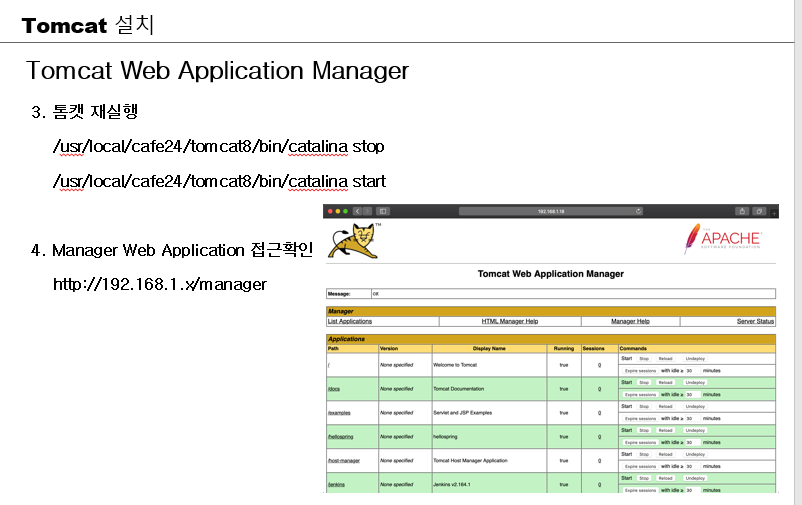 Tomcat 설치
Tomcat Web Application Manager
3. 톰캣 재실행
/usr/local/cafe24/tomcat8/bin/catalina stop
/usr/local/cafe24/tomcat8/bin/catalina start
4. Manager Web Application 접근확인
http://192.168.1.x/manager
192.168.1.18
TM
THE
APACHE
SOFTWARE FOUNDATION
Tomcat Web Application Manager
Message: OK
Manager
List Applications HTML Manager Help Manager Help Server Status
Applications
Path Version Display Name Running Sessions Commands
/ None specified Welcome to Tomcat true 0 Start Stop Reload Undeploy
Expire sessions with idle ≥ 30 minutes
/docs None specified Tomcat Documentation true 0 Start Stop Reload Undeploy
Expire sessions with idle ≥ 30 minutes
/examples None specified Servlet and JSP Examples true 0 Start Stop Reload Undeploy
Expire sessions with idle ≥ 30 minutes
/hellospring None specified hellospring true 0 Start Stop Reload Undeploy
Expire sessions with idle ≥ 30 minutes
/host-manager None specified Tomcat Host Manager Application true 0 Start Stop Reload Undeploy
Expire sessions with idle ≥ 30 minutes
/jenkins None specified Jenkins v2.164.1 true 0 Start Stop Reload Undeploy
Expire sessions with idle ≥ 30 minutes